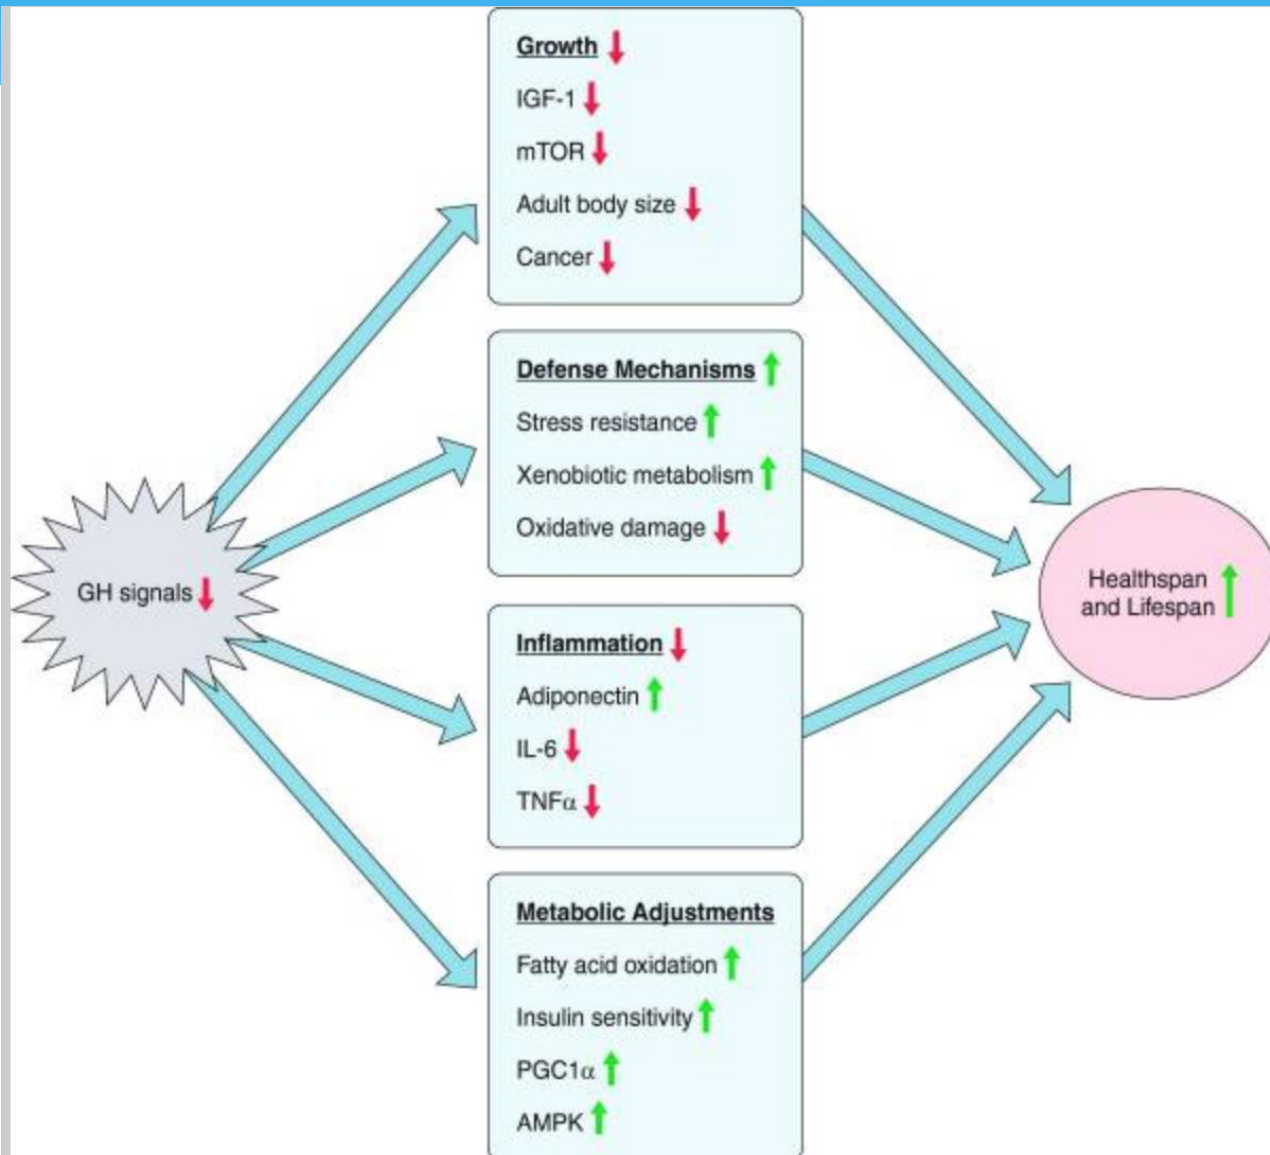 Growth
IGF-1
mTOR
Adult body size
Cancer
Defense Mechanisms
Stress resistance
Xenobiotic metabolism
Oxidative damage
GH signals
Healthspan
and Lifespan
Inflammation
Adiponectin
IL-6
TNFα
Metabolic Adjustments
Fatty acid oxidation
Insulin sensitivity
PGC1α
AMPK